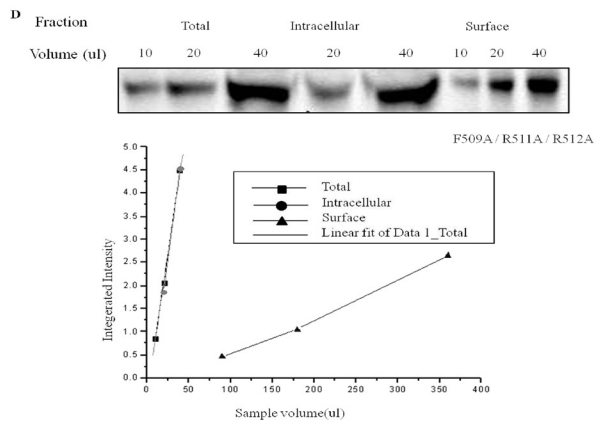 D Fraction Total Intracellular Surface
Volume (ul) 10 20 40 20 40 10 20 40
F509A / R511A / R512A
Total
Intracellular
Surface
Linear fit of Data 1_Total
Integerated Intensity
5.0
4.5
4.0
3.5
3.0
2.5
2.0
1.5
1.0
0.5
0.0
0 50 100 150 200 250 300 350 400
Sample volume(ul)